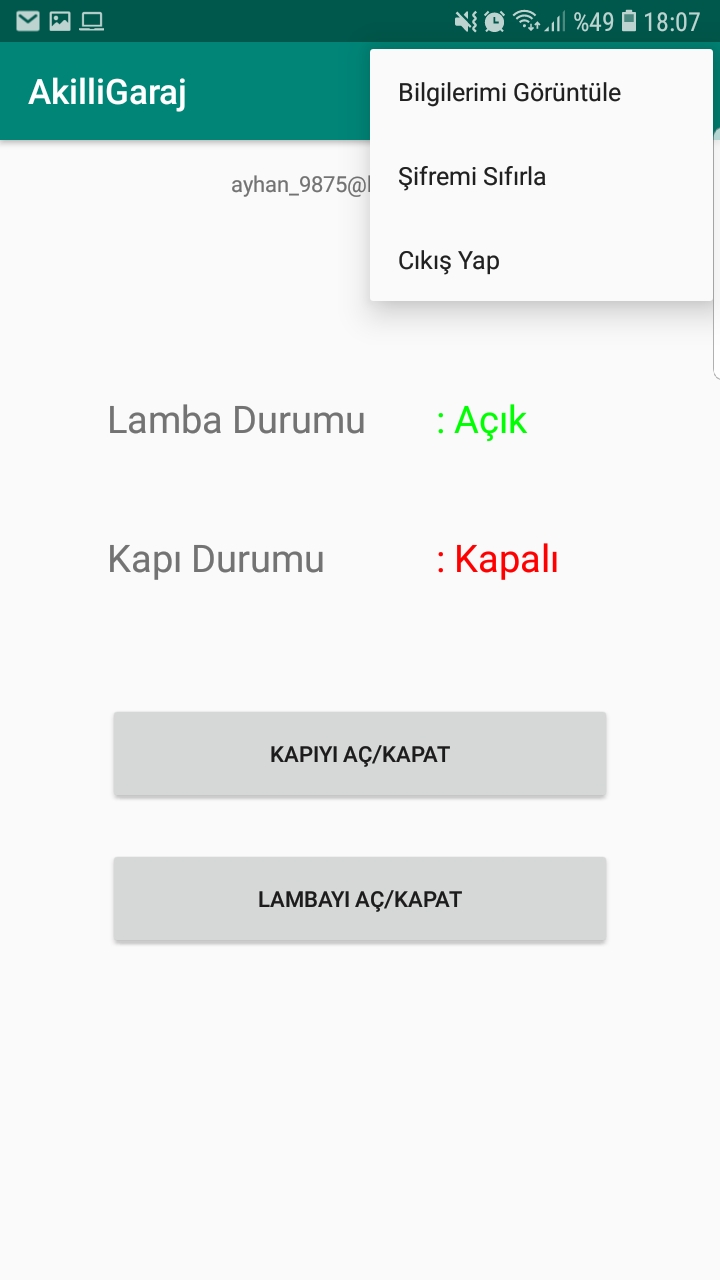 %49 18:07
AkilliGaraj
Bilgilerimi Görüntüle
ayhan_9875@
Şifremi Sıfırla
Cıkış Yap
Lamba Durumu : Açık
Kapı Durumu : Kapalı
KAPIYI AÇ/KAPAT
LAMBAYI AÇ/KAPAT